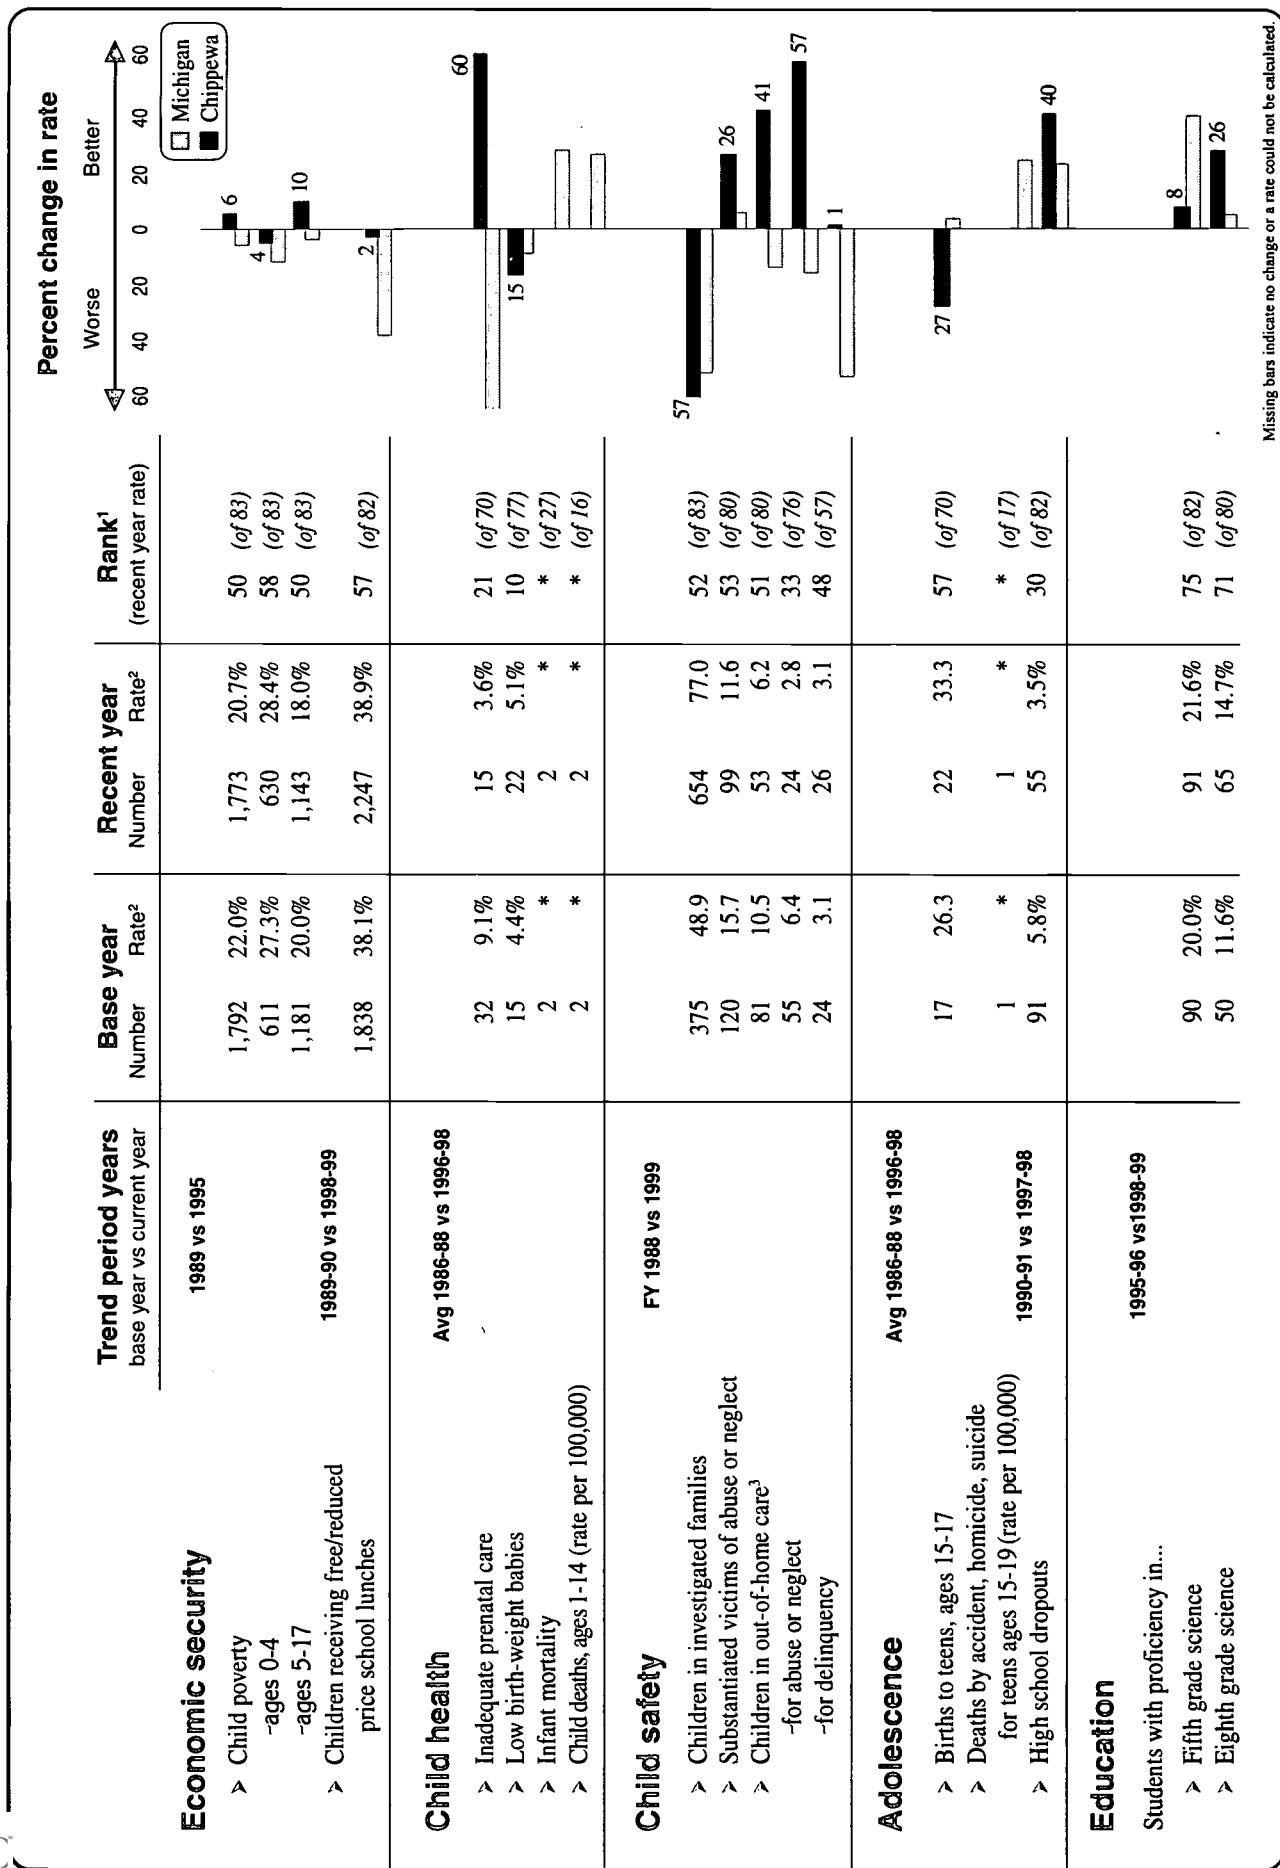 Percent change in rate
Worse Better
60 40 20 0 20 40 60
Michigan
Chippewa
Trend period years Base year Recent year Rank¹
base year vs current year Number Rate² Number Rate² (recent year rate)
Economic security
1989 vs 1995
➢ Child poverty 1,792 22.0% 1,773 20.7% 50 (of 83) 6
-ages 0-4 611 27.3% 630 28.4% 58 (of 83) 4
-ages 5-17 1,181 20.0% 1,143 18.0% 50 (of 83) 10
➢ Children receiving free/reduced 1989-90 vs 1998-99
price school lunches 1,838 38.1% 2,247 38.9% 57 (of 82) 2
Child health
Avg 1986-88 vs 1996-98
➢ Inadequate prenatal care 32 9.1% 15 3.6% 21 (of 70) 60
➢ Low birth-weight babies 15 4.4% 22 5.1% 10 (of 77) 15
➢ Infant mortality 2 * 2 * * (of 27)
➢ Child deaths, ages 1-14 (rate per 100,000) 2 * 2 * * (of 16)
Child safety
FY 1988 vs 1999
➢ Children in investigated families 375 48.9 654 77.0 52 (of 83) 57
➢ Substantiated victims of abuse or neglect 120 15.7 99 11.6 53 (of 80) 26
➢ Children in out-of-home care³ 81 10.5 53 6.2 51 (of 80) 41
-for abuse or neglect 55 6.4 24 2.8 33 (of 76) 57
-for delinquency 24 3.1 26 3.1 48 (of 57) 1
Adolescence
Avg 1986-88 vs 1996-98
➢ Births to teens, ages 15-17 17 26.3 22 33.3 57 (of 70) 27
➢ Deaths by accident, homicide, suicide
for teens ages 15-19 (rate per 100,000) 1 * 1 * * (of 17)
➢ High school dropouts 1990-91 vs 1997-98 91 5.8% 55 3.5% 30 (of 82) 40
Education
1995-96 vs1998-99
Students with proficiency in...
➢ Fifth grade science 90 20.0% 91 21.6% 75 (of 82) 8
➢ Eighth grade science 50 11.6% 65 14.7% 71 (of 80) 26
Missing bars indicate no change or a rate could not be calculated.